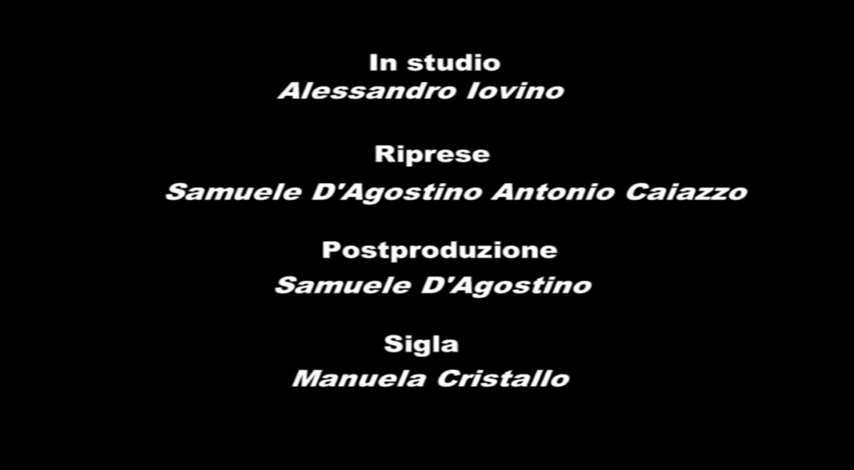 In studio
Alessandro Iovino
Riprese
Samuele D'Agostino Antonio Caiazzo
Postproduzione
Samuele D'Agostino
Sigla
Manuela Cristallo